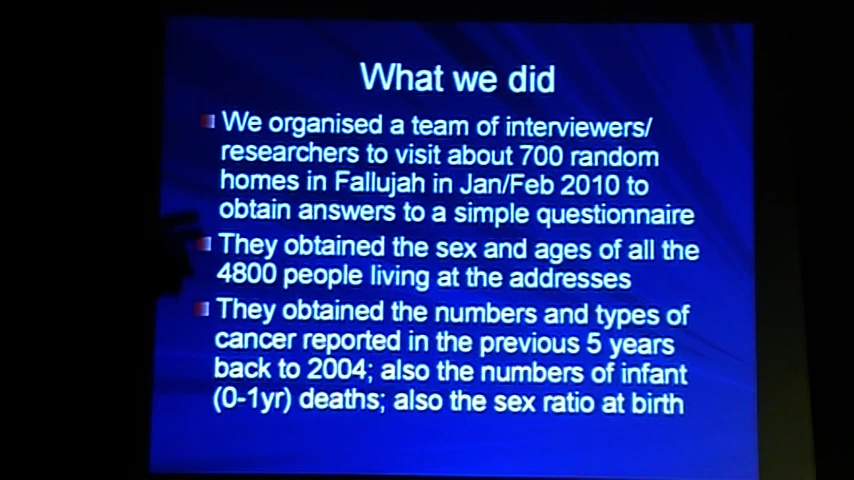 What we did
We organised a team of interviewers/
researchers to visit about 700 random
homes in Fallujah in Jan/Feb 2010 to
obtain answers to a simple questionnaire
They obtained the sex and ages of all the
4800 people living at the addresses
They obtained the numbers and types of
cancer reported in the previous 5 years
back to 2004; also the numbers of infant
(0-1yr) deaths; also the sex ratio at birth